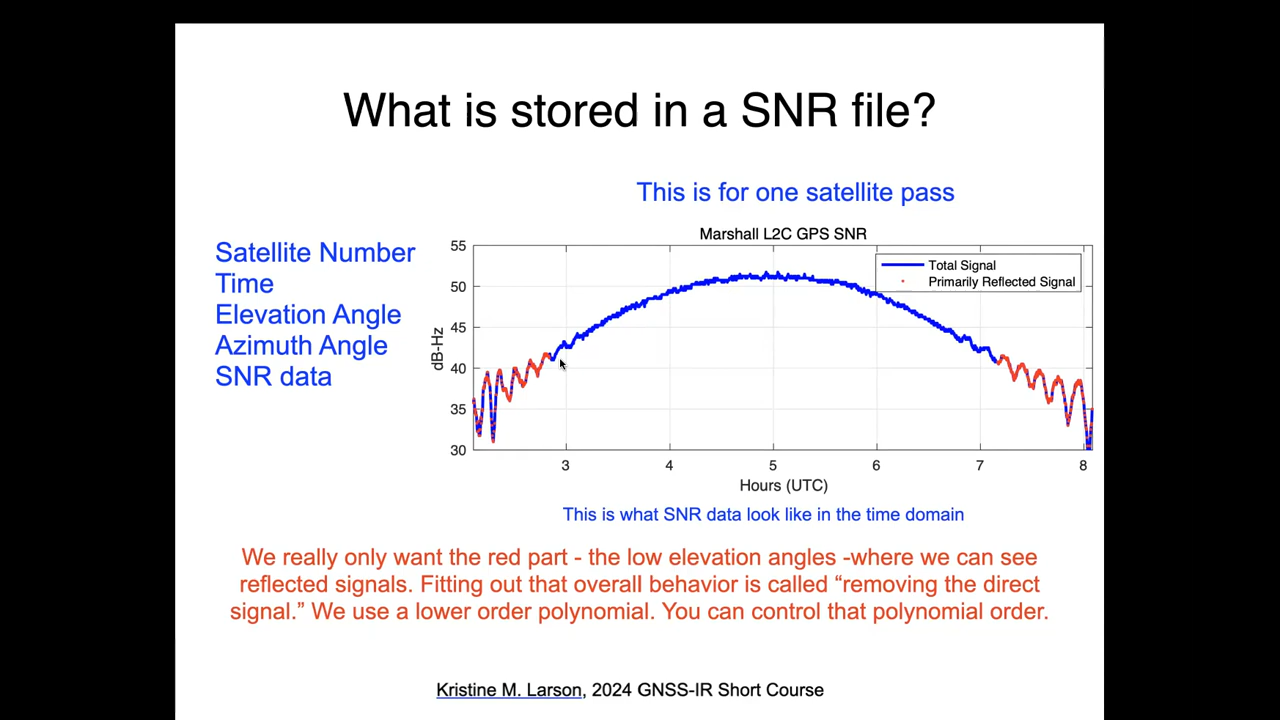 What is stored in a SNR file?
This is for one satellite pass
Satellite Number
Time
Elevation Angle
Azimuth Angle
SNR data
Marshall L2C GPS SNR
Total Signal
Primarily Reflected Signal
dB-Hz
55
50
45
40
35
30
3 4 5 6 7 8
Hours (UTC)
This is what SNR data look like in the time domain
We really only want the red part - the low elevation angles -where we can see
reflected signals. Fitting out that overall behavior is called “removing the direct
signal.” We use a lower order polynomial. You can control that polynomial order.
Kristine M. Larson, 2024 GNSS-IR Short Course